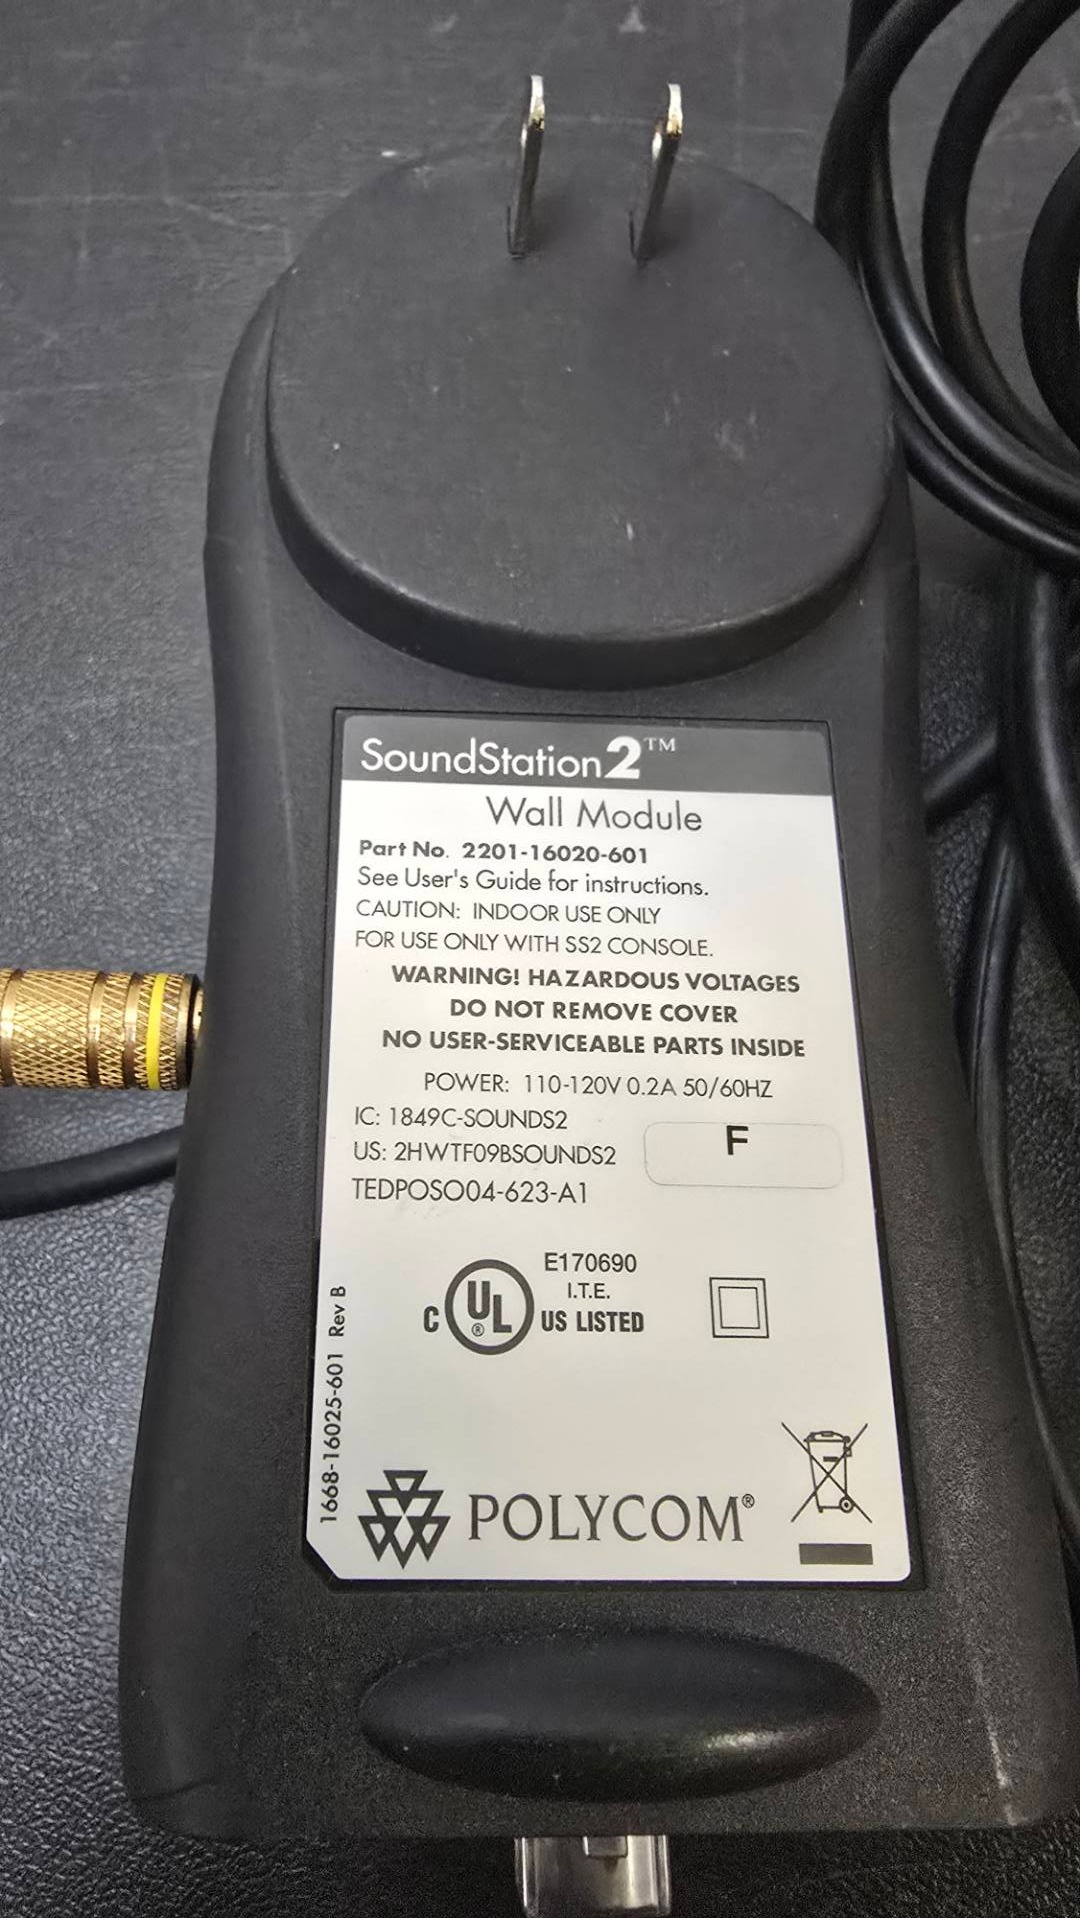 SoundStation2™
Wall Module
Part No. 2201-16020-601
See User's Guide for instructions.
CAUTION: INDOOR USE ONLY
FOR USE ONLY WITH SS2 CONSOLE.
WARNING! HAZARDOUS VOLTAGES
DO NOT REMOVE COVER
NO USER-SERVICEABLE PARTS INSIDE
POWER: 110-120V 0.2A 50/60HZ
IC: 1849C-SOUNDS2
US: 2HWTF09BSOUNDS2
F
TEDPOSO04-623-A1
C UL® US LISTED
E170690
I.T.E.
1668-16025-601 Rev B
POLYCOM®